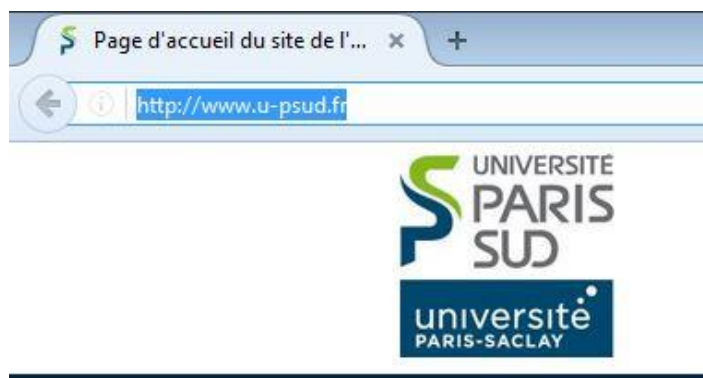 Page d'accueil du site de l'...
http://www.u-psud.fr
UNIVERSITÉ
PARIS
SUD
université
PARIS-SACLAY